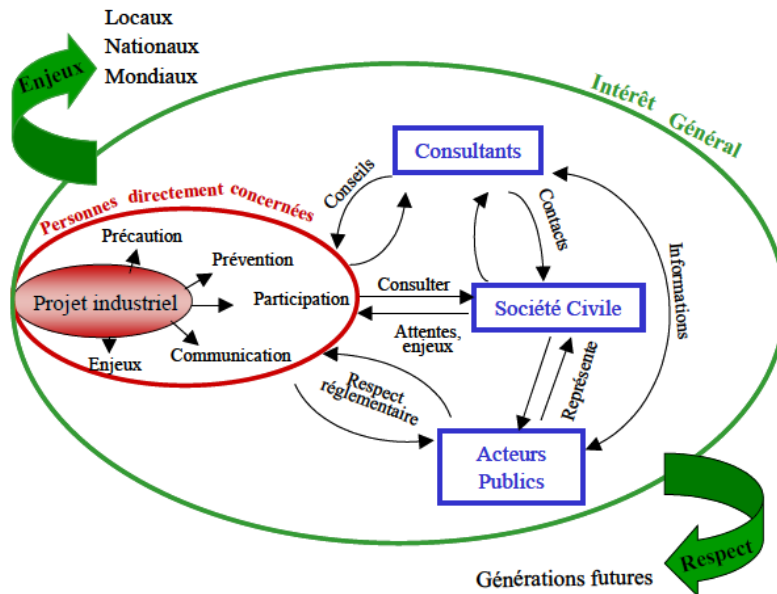 Locaux
Nationaux
Mondiaux
Enjeux
Intérêt Général
Consultants
Conseils
Contacts
Personnes directement concernées
Précaution
Prévention
Informations
Projet industriel
Participation
Consulter
Société Civile
Attentes,
enjeux
Communication
Enjeux
Respect
réglementaire
Représente
Acteurs
Publics
Respect
Générations futures